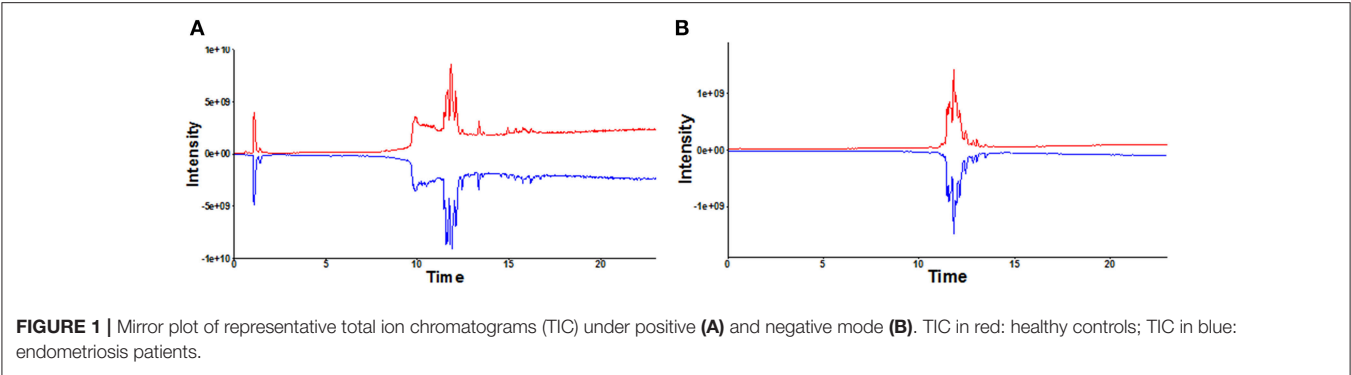 A
B
1e+10
5e+09
0e+00
-5e+09
-1e+10
Intensity
0 5 10 15 20
Time
1e+09
0e+00
-1e+09
Intensity
0 5 10 15 20
Time
FIGURE 1 | Mirror plot of representative total ion chromatograms (TIC) under positive (A) and negative mode (B). TIC in red: healthy controls; TIC in blue:
endometriosis patients.